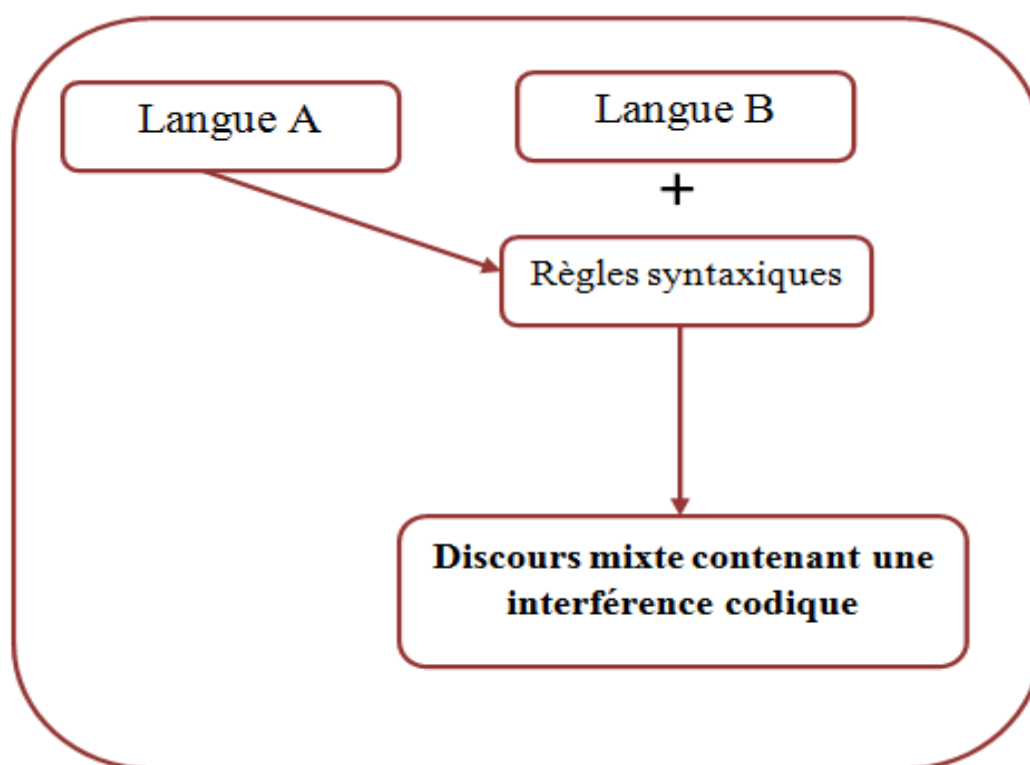 Langue A
Langue B
+
Règles syntaxiques
Discours mixte contenant une
interférence codique